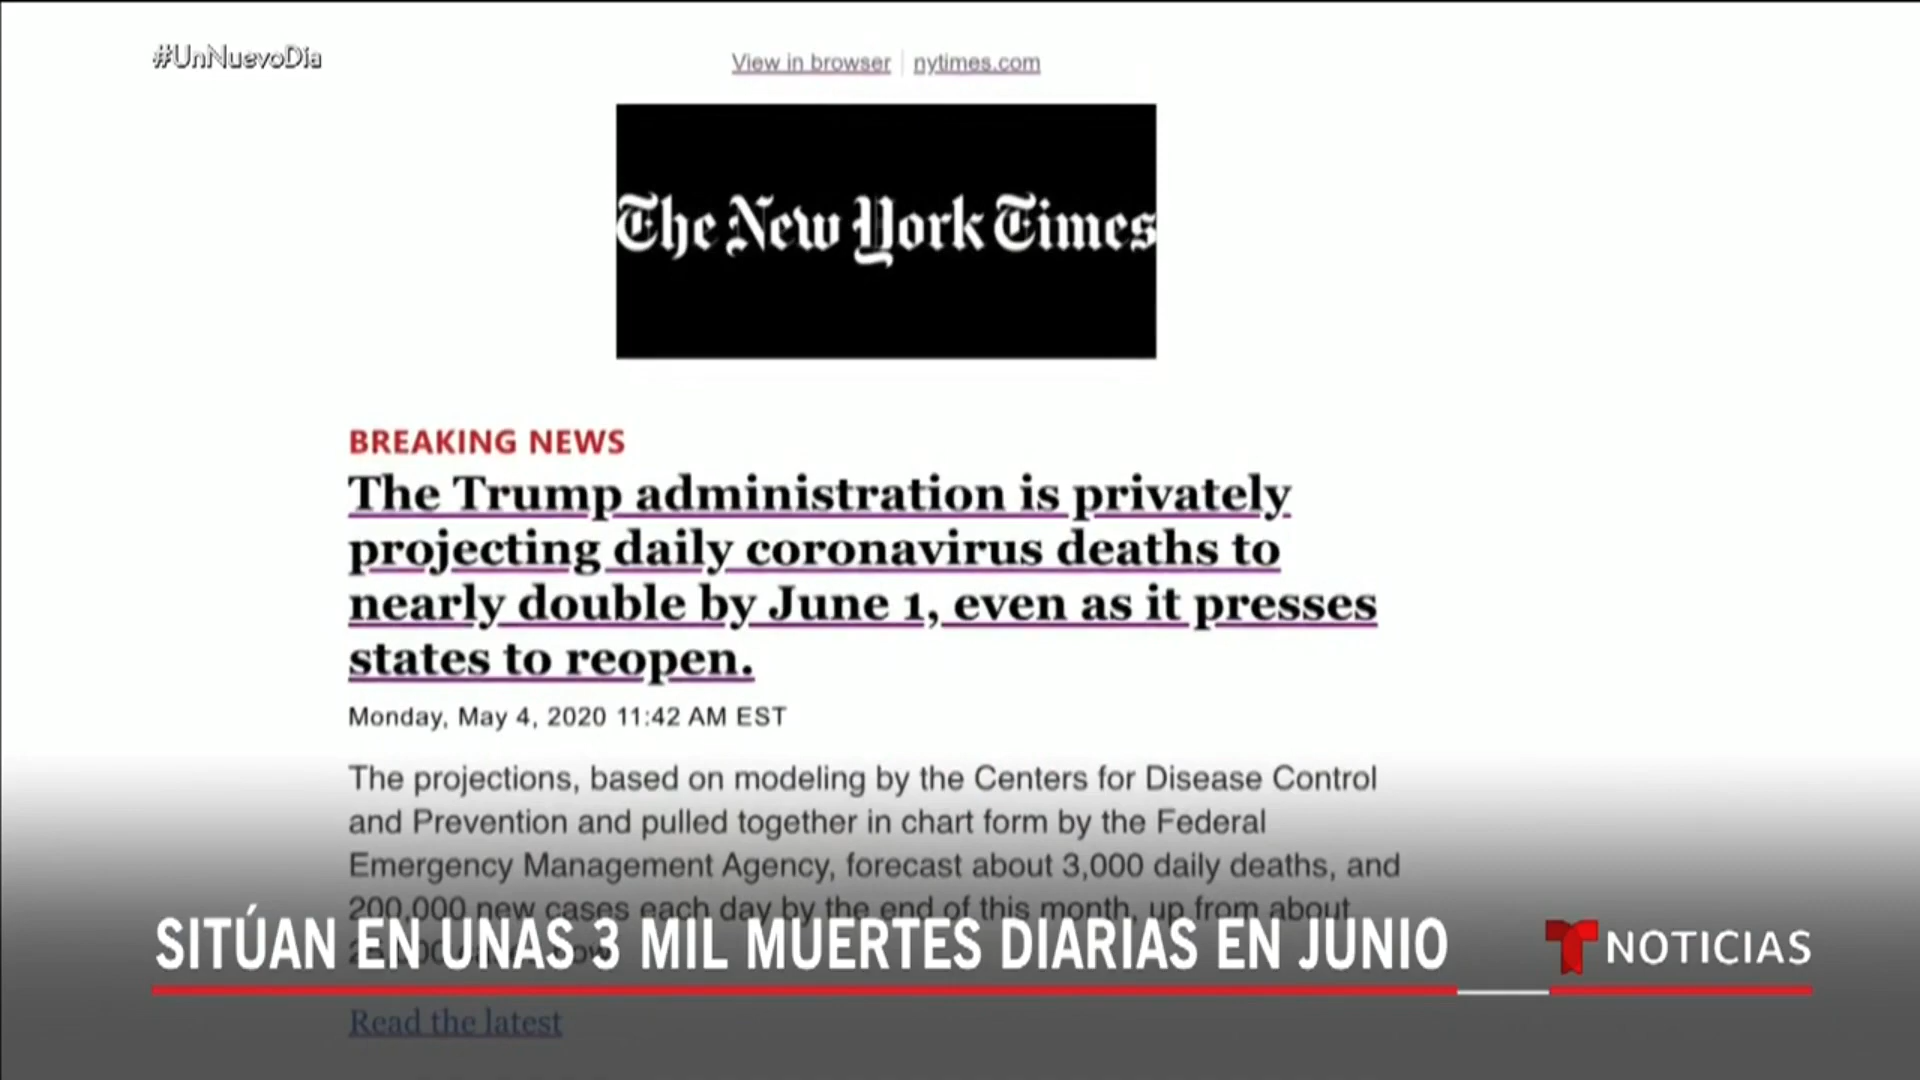 #UnNuevoDía
View in browser | nytimes.com
The New York Times
BREAKING NEWS
The Trump administration is privately
projecting daily coronavirus deaths to
nearly double by June 1, even as it presses
states to reopen.
Monday, May 4, 2020 11:42 AM EST
The projections, based on modeling by the Centers for Disease Control
and Prevention and pulled together in chart form by the Federal
Emergency Management Agency, forecast about 3,000 daily deaths, and
200,000 new cases each day by the end of this month, up from about
SITÚAN EN UNAS 3 MIL MUERTES DIARIAS EN JUNIO
NOTICIAS
Read the latest